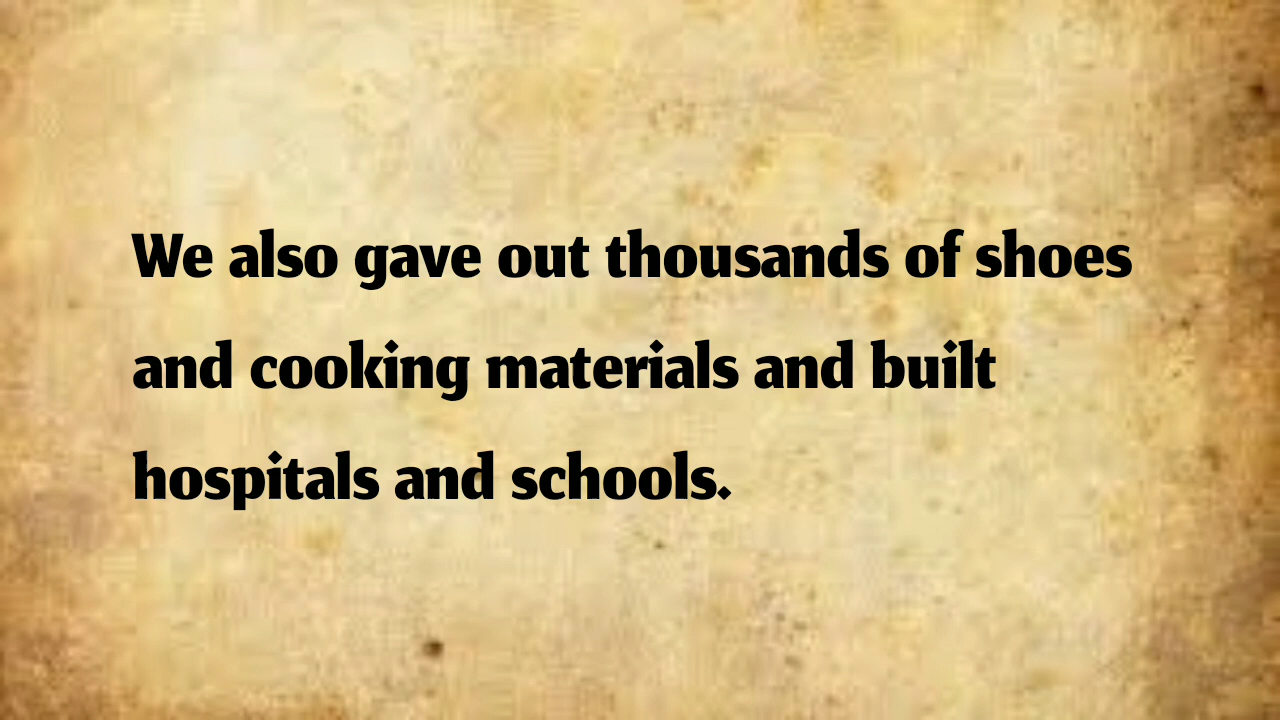 We also gave out thousands of shoes
and cooking materials and built
hospitals and schools.